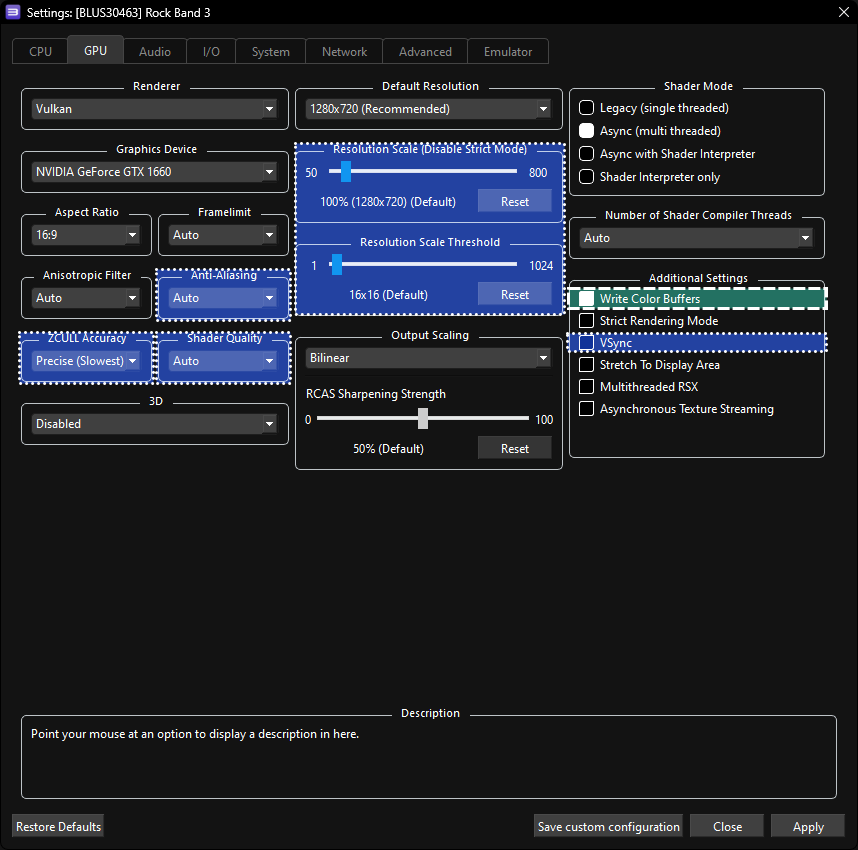 Settings: [BLUS30463] Rock Band 3
CPU
GPU
Audio
I/O
System
Network
Advanced
Emulator
Renderer
Vulkan
Graphics Device
NVIDIA GeForce GTX 1660
Aspect Ratio
16:9
Framelimit
Auto
Anisotropic Filter
Auto
Anti-Aliasing
Auto
ZCULL Accuracy
Precise (Slowest)
Shader Quality
Auto
3D
Disabled
Default Resolution
1280x720 (Recommended)
Resolution Scale (Disable Strict Mode)
50
800
100% (1280x720) (Default)
Reset
Resolution Scale Threshold
1
1024
16x16 (Default)
Reset
Output Scaling
Bilinear
RCAS Sharpening Strength
0
100
50% (Default)
Reset
Shader Mode
Legacy (single threaded)
Async (multi threaded)
Async with Shader Interpreter
Shader Interpreter only
Number of Shader Compiler Threads
Auto
Additional Settings
Write Color Buffers
Strict Rendering Mode
VSync
Stretch To Display Area
Multithreaded RSX
Asynchronous Texture Streaming
Description
Point your mouse at an option to display a description in here.
Restore Defaults
Save custom configuration
Close
Apply